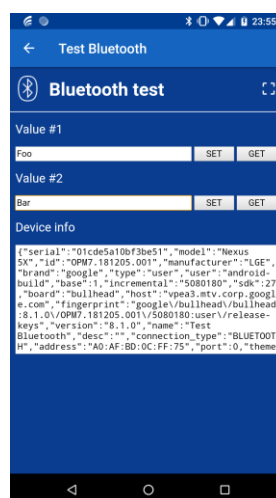 23:55
Test Bluetooth
Bluetooth test
Value #1
Foo SET GET
Value #2
Bar SET GET
Device info
{"serial":"01cde5a10bf3be51","model":"Nexus
5X","id":"OPM7.181205.001","manufacturer":"LGE",
"brand":"google","type":"user","user":"android-
build","base":1,"incremental":"5080180","sdk":27
,"board":"bullhead","host":"vpea3.mtv.corp.googl
e.com","fingerprint":"google\/bullhead\/bullhead
:8.1.0\/OPM7.181205.001\/5080180:user\/release-
keys","version":"8.1.0","name":"Test
Bluetooth","desc":"","connection_type":"BLUETOOT
H","address":"A0:AF:BD:0C:FF:75","port":0,"theme